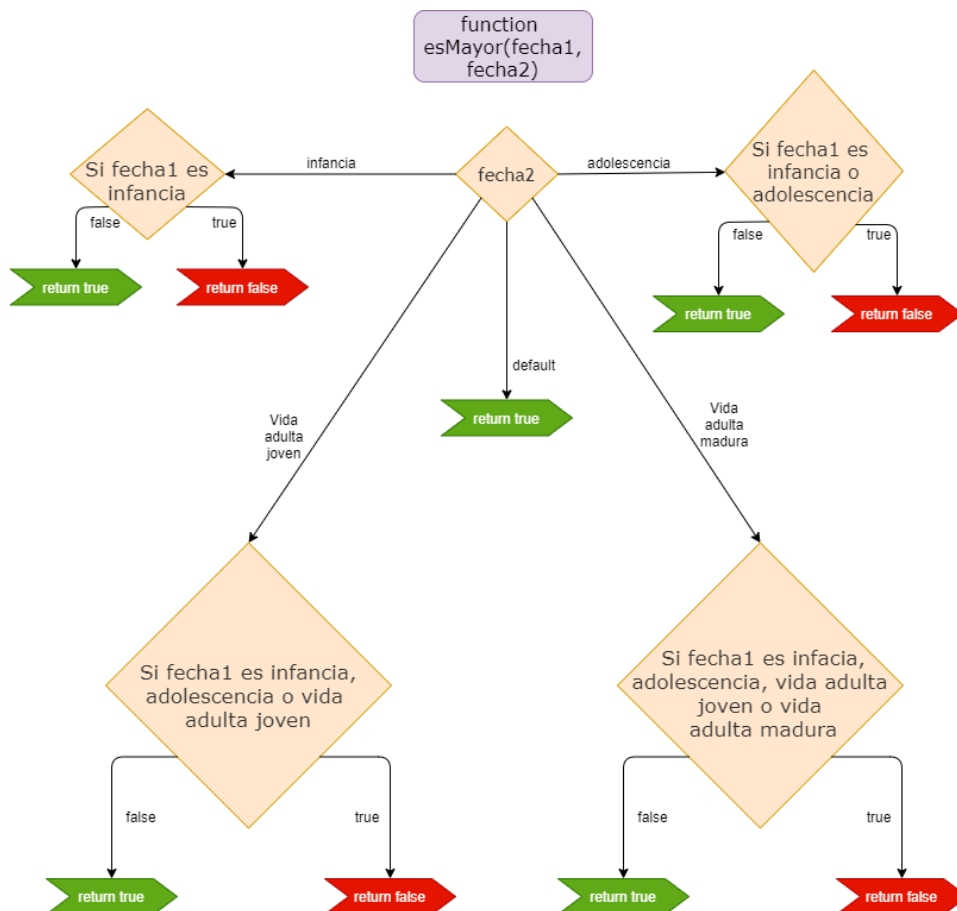 function
esMayor(fecha1,
fecha2)
Si fecha1 es
infancia
infancia
fecha2
adolescencia
Si fecha1 es
infancia o
adolescencia
false
true
false
true
return true
return false
return true
return false
default
return true
Vida
adulta
joven
Vida
adulta
madura
Si fecha1 es infancia,
adolescencia o vida
adulta joven
Si fecha1 es infacia,
adolescencia, vida adulta
joven o vida
adulta madura
false
true
false
true
return true
return false
return true
return false